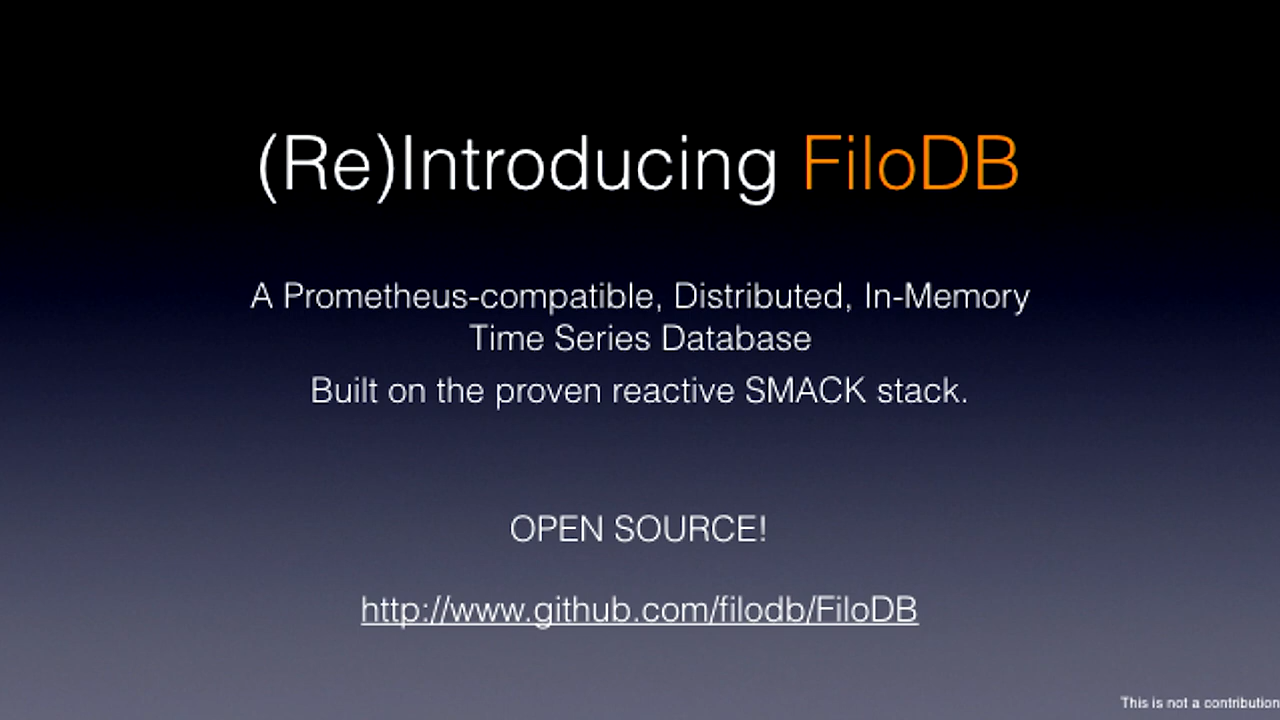 (Re)Introducing FiloDB
A Prometheus-compatible, Distributed, In-Memory
Time Series Database
Built on the proven reactive SMACK stack.
OPEN SOURCE!
http://www.github.com/filodb/FiloDB
This is not a contribution